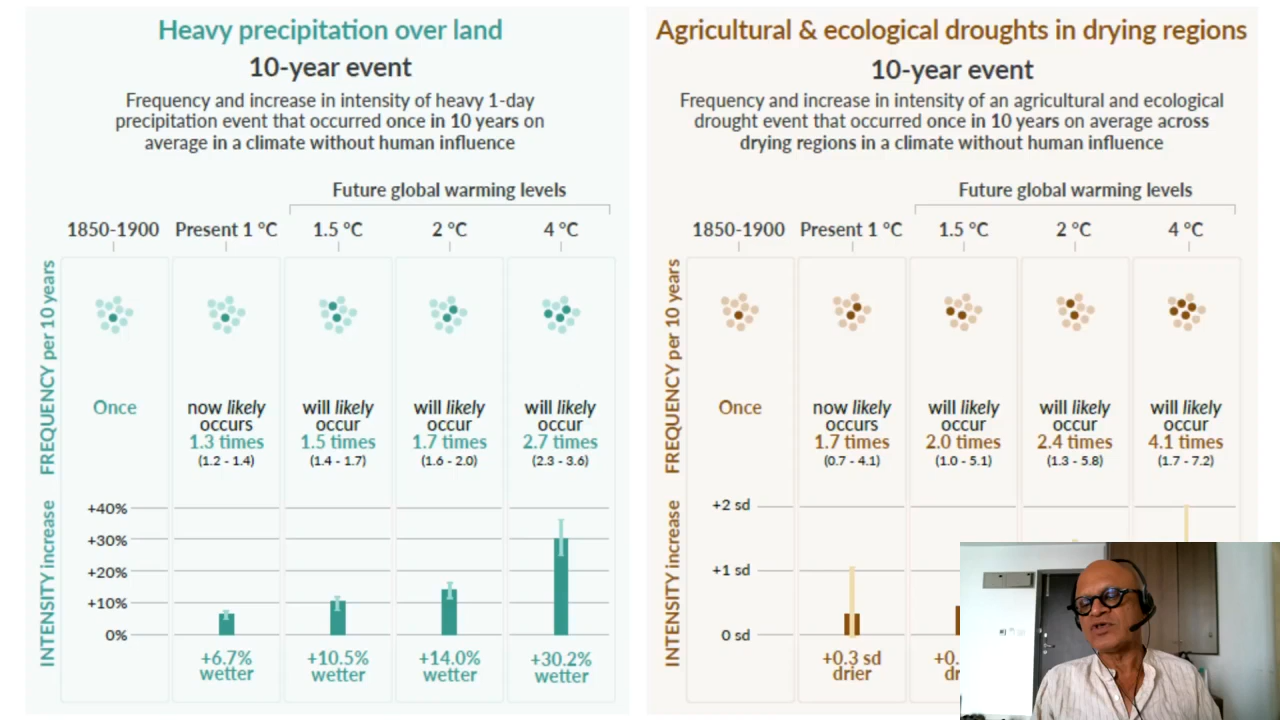 Heavy precipitation over land
10-year event
Frequency and increase in intensity of heavy 1-day
precipitation event that occurred once in 10 years on
average in a climate without human influence
Future global warming levels
1850-1900 Present 1 °C 1.5 °C 2 °C 4 °C
FREQUENCY per 10 years
Once
now likely occurs 1.3 times (1.2 - 1.4)
will likely occur 1.5 times (1.4 - 1.7)
will likely occur 1.7 times (1.6 - 2.0)
will likely occur 2.7 times (2.3 - 3.6)
INTENSITY increase
+40%
+30%
+20%
+10%
0%
+6.7% wetter
+10.5% wetter
+14.0% wetter
+30.2% wetter
Agricultural & ecological droughts in drying regions
10-year event
Frequency and increase in intensity of an agricultural and ecological
drought event that occurred once in 10 years on average across
drying regions in a climate without human influence
Future global warming levels
1850-1900 Present 1 °C 1.5 °C 2 °C 4 °C
FREQUENCY per 10 years
Once
now likely occurs 1.7 times (0.7 - 4.1)
will likely occur 2.0 times (1.0 - 5.1)
will likely occur 2.4 times (1.3 - 5.8)
will likely occur 4.1 times (1.7 - 7.2)
INTENSITY increase
+2 sd
+1 sd
0 sd
+0.3 sd drier